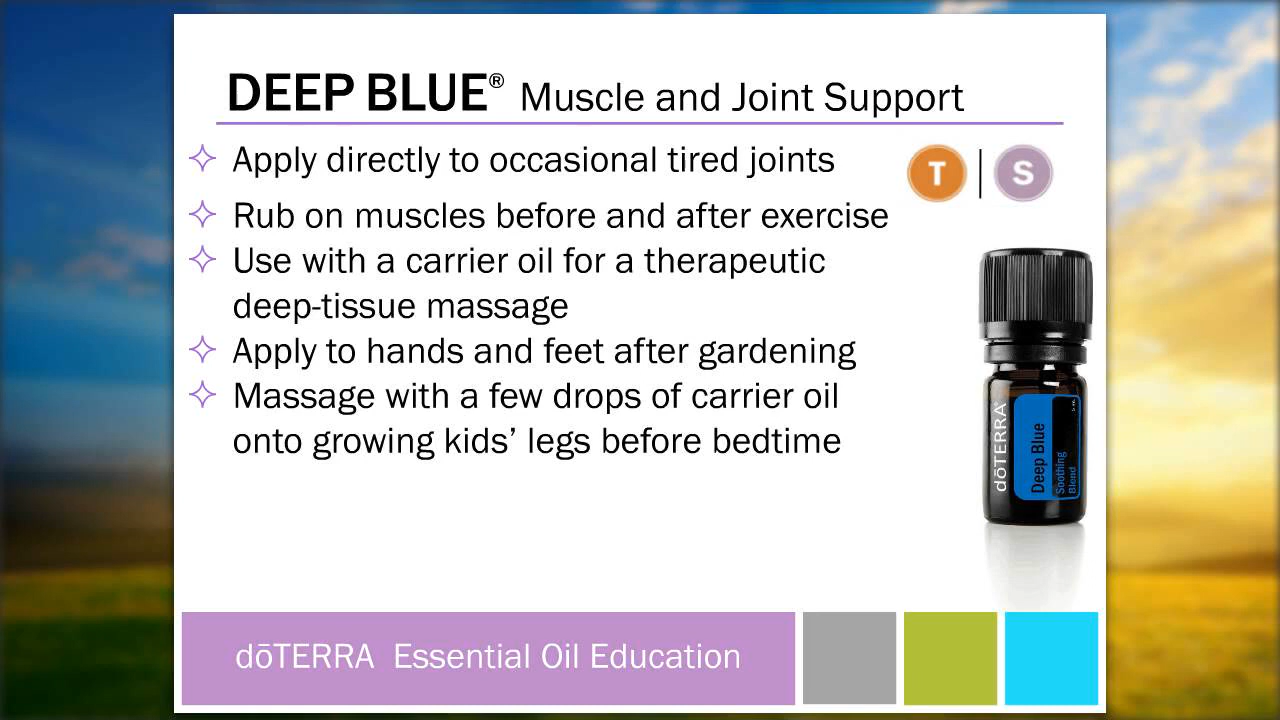 DEEP BLUE® Muscle and Joint Support
Apply directly to occasional tired joints
T | S
Rub on muscles before and after exercise
Use with a carrier oil for a therapeutic
deep-tissue massage
Apply to hands and feet after gardening
Massage with a few drops of carrier oil
onto growing kids’ legs before bedtime
dōTERRA®
Deep Blue
Soothing
Blend
dōTERRA Essential Oil Education